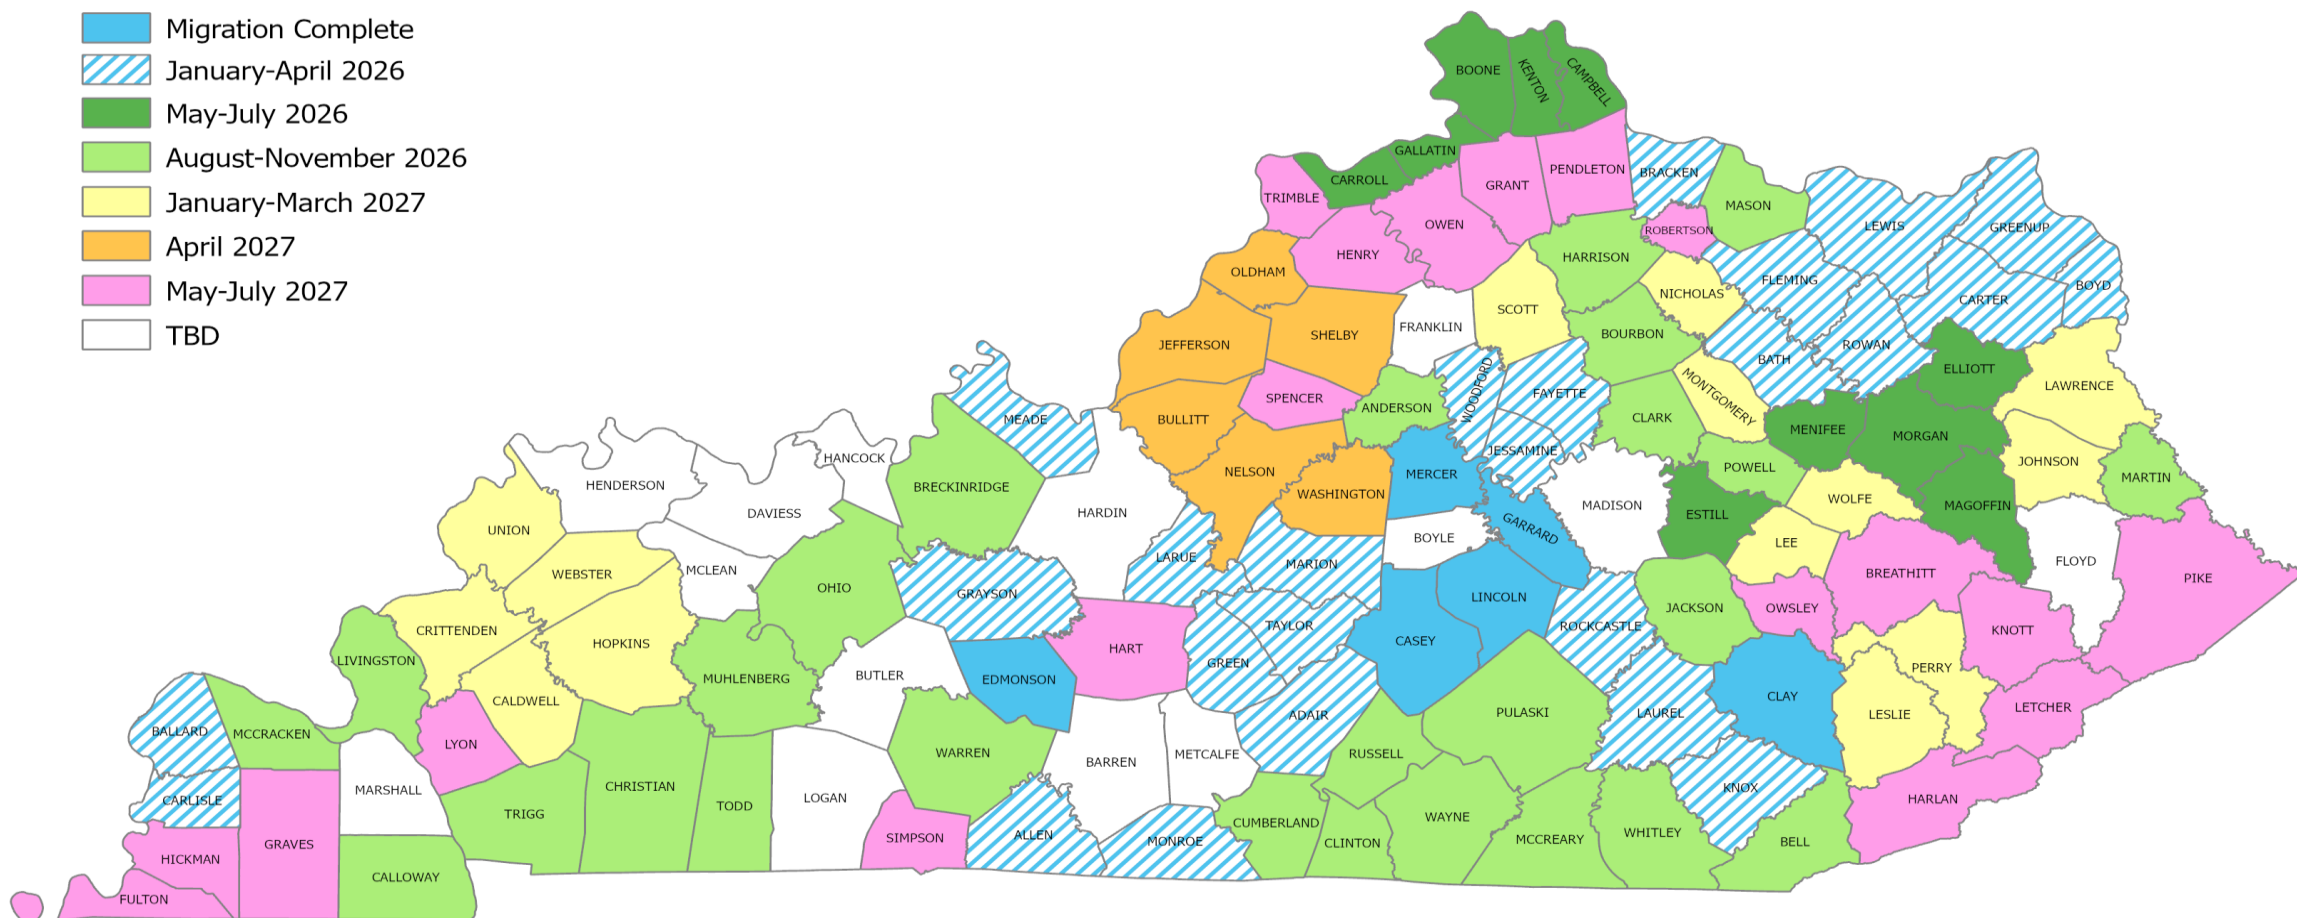 Migration Complete
January-April 2026
May-July 2026
August-November 2026
January-March 2027
April 2027
May-July 2027
TBD
BOONE
KENTON
CAMPBELL
GALLATIN
CARROLL
TRIMBLE
GRANT
PENDLETON
BRACKEN
MASON
OWEN
ROBERTSON
LEWIS
GREENUP
HENRY
HARRISON
OLDHAM
FLEMING
NICHOLAS
CARTER
BOYD
SCOTT
FRANKLIN
BOURBON
SHELBY
JEFFERSON
ROWAN
BATH
ELLIOTT
LAWRENCE
WOODFORD
FAYETTE
MONTGOMERY
SPENCER
ANDERSON
CLARK
MEADE
BULLITT
MENIFEE
MORGAN
JESSAMINE
HANCOCK
JOHNSON
POWELL
NELSON
MERCER
MARTIN
HENDERSON
BRECKINRIDGE
WASHINGTON
WOLFE
MAGOFFIN
DAVIESS
HARDIN
MADISON
ESTILL
UNION
GARRARD
BOYLE
LEE
LARUE
MARION
FLOYD
WEBSTER
MCLEAN
BREATHITT
PIKE
OHIO
GRAYSON
LINCOLN
JACKSON
OWSLEY
CRITTENDEN
TAYLOR
ROCKCASTLE
KNOTT
HOPKINS
CASEY
HART
LIVINGSTON
GREEN
PERRY
BUTLER
MUHLENBERG
EDMONSON
CLAY
CALDWELL
LETCHER
ADAIR
PULASKI
LAUREL
LESLIE
BALLARD
MCCRACKEN
LYON
WARREN
METCALFE
RUSSELL
BARREN
CHRISTIAN
MARSHALL
KNOX
CARLISLE
LOGAN
TODD
HARLAN
TRIGG
WAYNE
CUMBERLAND
ALLEN
WHITLEY
SIMPSON
MONROE
MCCREARY
CLINTON
BELL
GRAVES
HICKMAN
CALLOWAY
FULTON